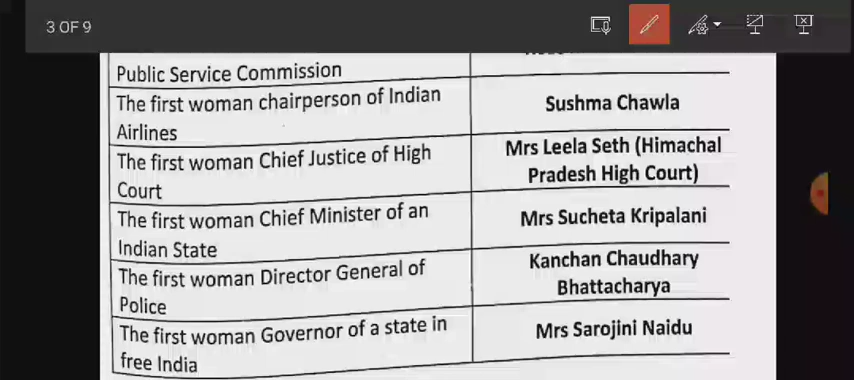 3 OF 9
Public Service Commission
The first woman chairperson of Indian
Airlines
Sushma Chawla
The first woman Chief Justice of High
Court
Mrs Leela Seth (Himachal
Pradesh High Court)
The first woman Chief Minister of an
Indian State
Mrs Sucheta Kripalani
The first woman Director General of
Police
Kanchan Chaudhary
Bhattacharya
The first woman Governor of a state in
free India
Mrs Sarojini Naidu